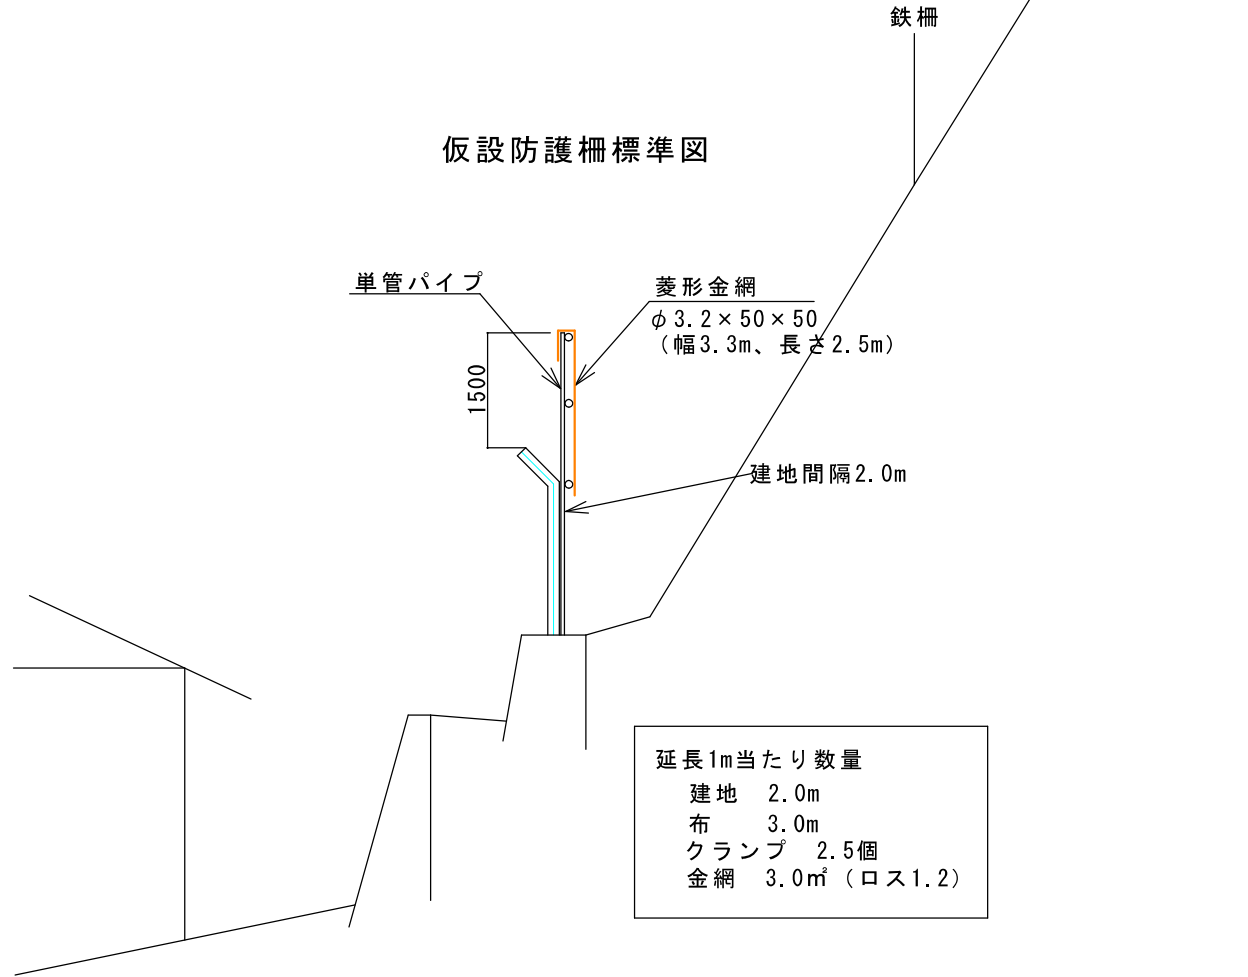 鉄柵
仮設防護柵標準図
単管パイプ
菱形金網
φ3.2×50×50
(幅3.3m、長さ2.5m)
1500
建地間隔2.0m
延長1m当たり数量
建地 2.0m
布 3.0m
クランプ 2.5個
金網 3.0㎡(ロス1.2)